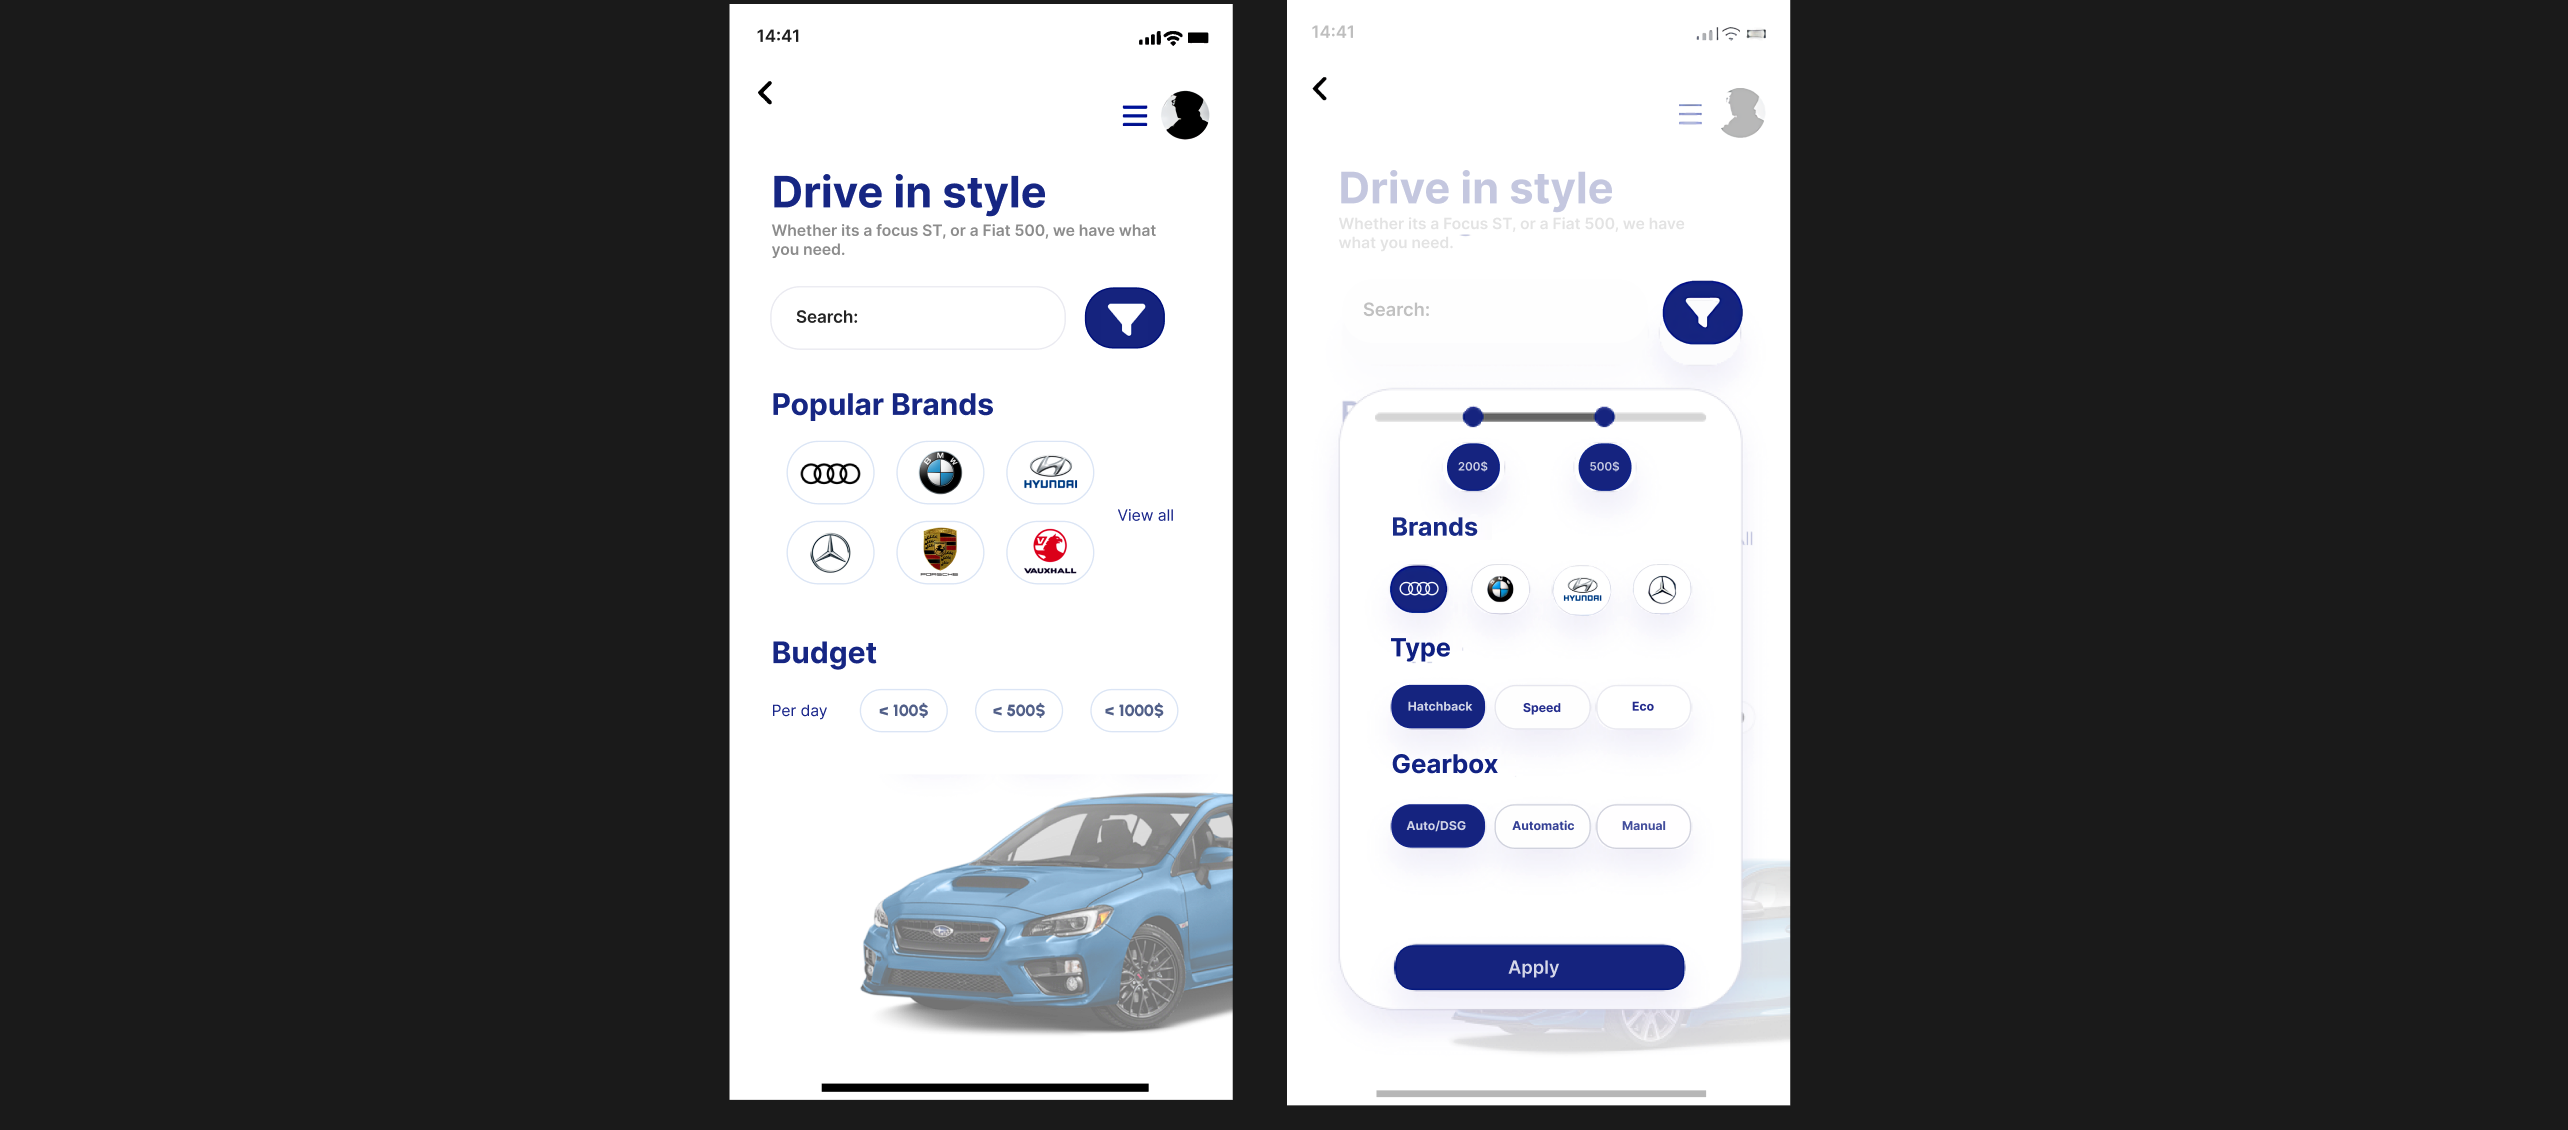 14:41
Drive in style
Whether its a focus ST, or a Fiat 500, we have what
you need.
Search:
Popular Brands
BMW
HYUNDAI
View all
PORSCHE
V
VAUXHALL
Budget
Per day
< 100$
< 500$
< 1000$
14:41
Drive in style
Whether its a Focus ST, or a Fiat 500, we have
what you need.
Search:
200$
500$
Brands
HYUNDAI
Type
Hatchback
Speed
Eco
Gearbox
Auto/DSG
Automatic
Manual
Apply